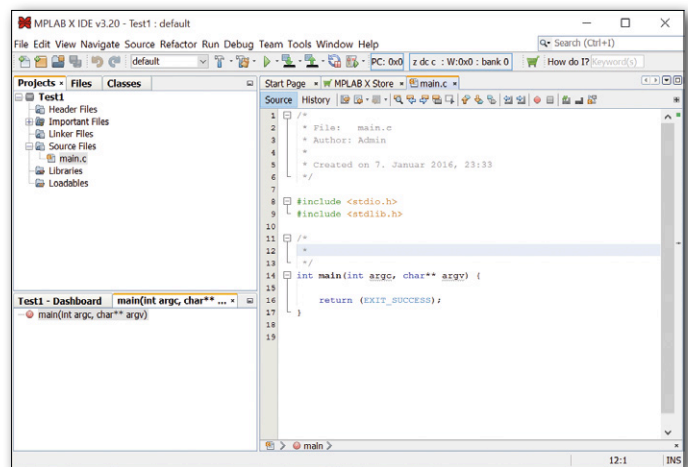 MPLAB X IDE v3.20 - Test1 : default
File Edit View Navigate Source Refactor Run Debug Team Tools Window Help
Search (Ctrl+I)
default
PC: 0x0
z dc c : W:0x0 : bank 0
How do I?
Keyword(s)
Projects × Files Classes
Test1
Header Files
Important Files
Linker Files
Source Files
main.c
Libraries
Loadables
Test1 - Dashboard main(int argc, char** ... ×
main(int argc, char** argv)
Start Page × MPLAB X Store × main.c ×
Source History
1 /*
2 * File: main.c
3 * Author: Admin
4 *
5 * Created on 7. Januar 2016, 23:33
6 */
7
8 #include <stdio.h>
9 #include <stdlib.h>
10
11 /*
12 *
13 */
14 int main(int argc, char** argv) {
15
16 return (EXIT_SUCCESS);
17 }
18
19
main
12:1 INS